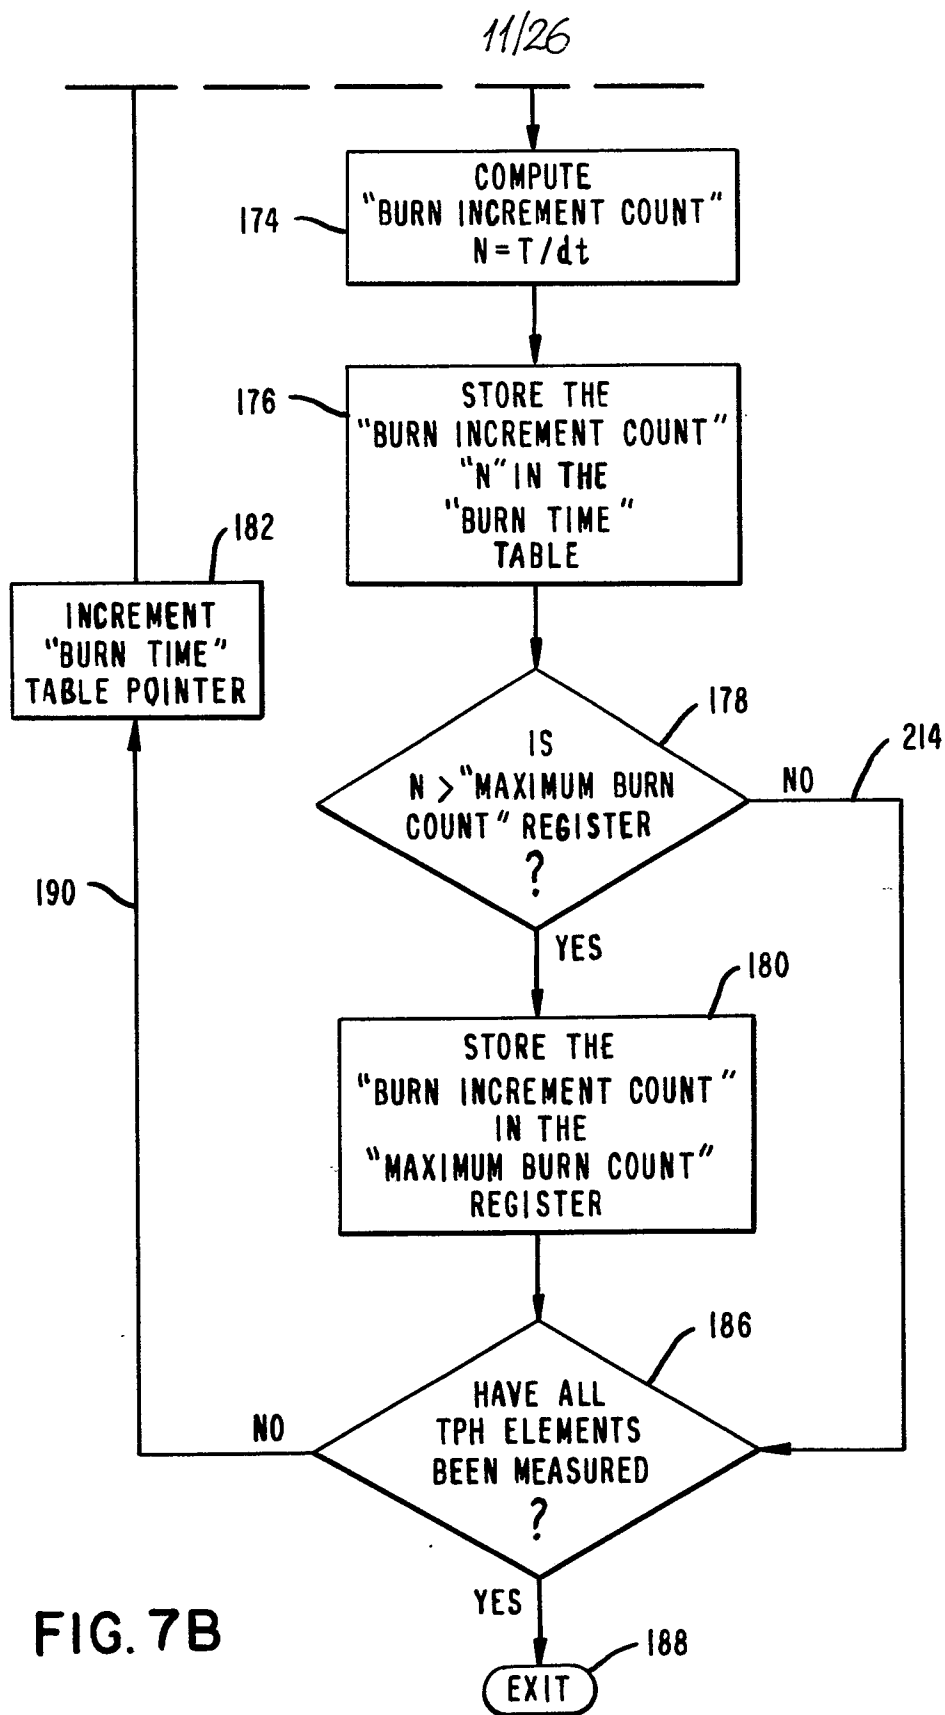 11/26
COMPUTE
"BURN INCREMENT COUNT"
N = T/dt
174
STORE THE
"BURN INCREMENT COUNT"
"N" IN THE
"BURN TIME"
TABLE
176
182
INCREMENT
"BURN TIME"
TABLE POINTER
178
IS
N > "MAXIMUM BURN
COUNT" REGISTER
?
NO
214
190
YES
180
STORE THE
"BURN INCREMENT COUNT"
IN THE
"MAXIMUM BURN COUNT"
REGISTER
186
HAVE ALL
TPH ELEMENTS
BEEN MEASURED
?
NO
YES
188
EXIT
FIG. 7B